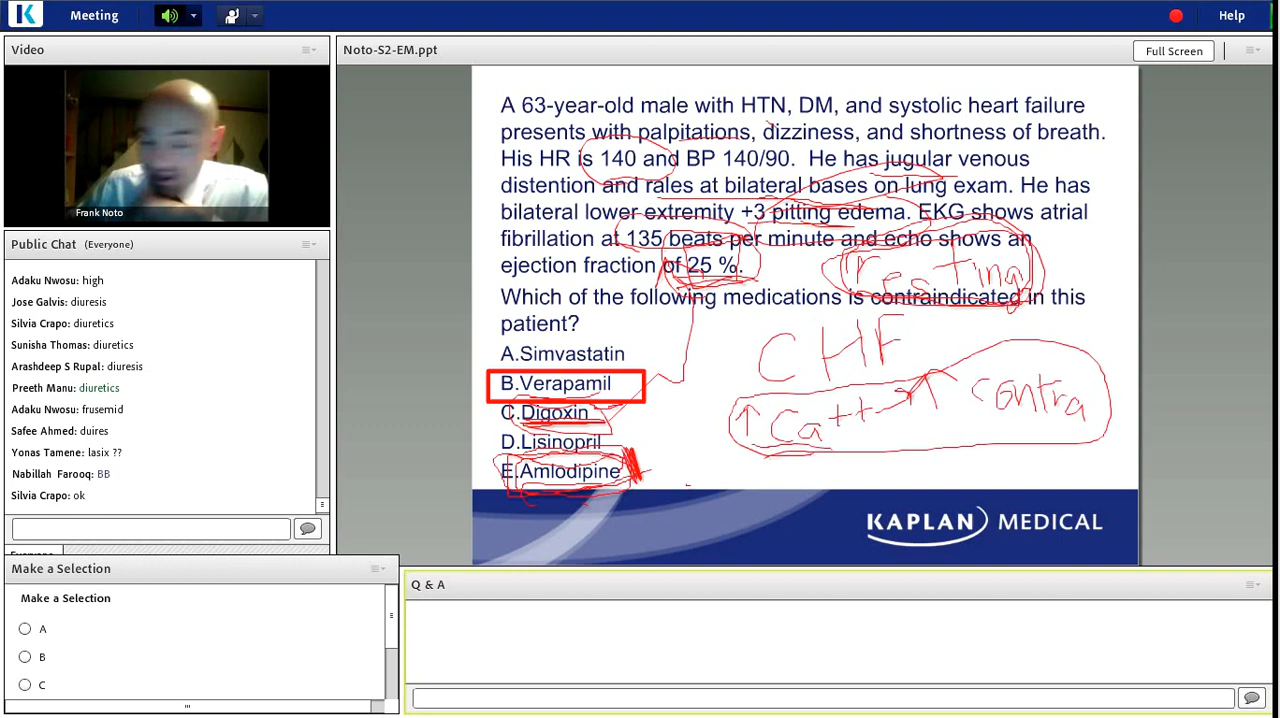 Meeting
Help
Video
Noto-S2-EM.ppt
Full Screen
Frank Noto
Public Chat (Everyone)
Adaku Nwosu: high
Jose Galvis: diuresis
Silvia Crapo: diuretics
Sunisha Thomas: diuretics
Arashdeep S Rupal: diuresis
Preeth Manu: diuretics
Adaku Nwosu: frusemid
Safee Ahmed: duires
Yonas Tamene: lasix ??
Nabillah Farooq: BB
Silvia Crapo: ok
Everyone
Make a Selection
Make a Selection
A
B
C
A 63-year-old male with HTN, DM, and systolic heart failure
presents with palpitations, dizziness, and shortness of breath.
His HR is 140 and BP 140/90. He has jugular venous
distention and rales at bilateral bases on lung exam. He has
bilateral lower extremity +3 pitting edema. EKG shows atrial
fibrillation at 135 beats per minute and echo shows an
ejection fraction of 25 %.
resting
Which of the following medications is contraindicated in this
patient?
A.Simvastatin
B.Verapamil
C.Digoxin
D.Lisinopril
E.Amlodipine
CHF
↑ Ca++ → ↑ contra
KAPLAN MEDICAL
Q & A